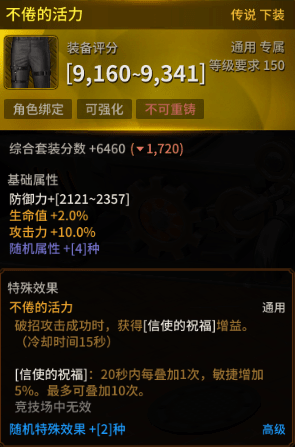 不倦的活力 传说 下装
装备评分 通用 专属
[9,160~9,341] 等级要求 150
角色绑定 可强化 不可重铸
综合套装分数 +6460 (▼1,720)
基础属性
防御力+[2121~2357]
生命值 +2.0%
攻击力 +10.0%
随机属性 +[4]种
特殊效果
不倦的活力 通用
破招攻击成功时，获得[信使的祝福]增益。
（冷却时间15秒）
[信使的祝福]：20秒内每叠加1次，敏捷增加
5%。最多可叠加10次。
竞技场中无效
随机特殊效果 +[2]种 高级